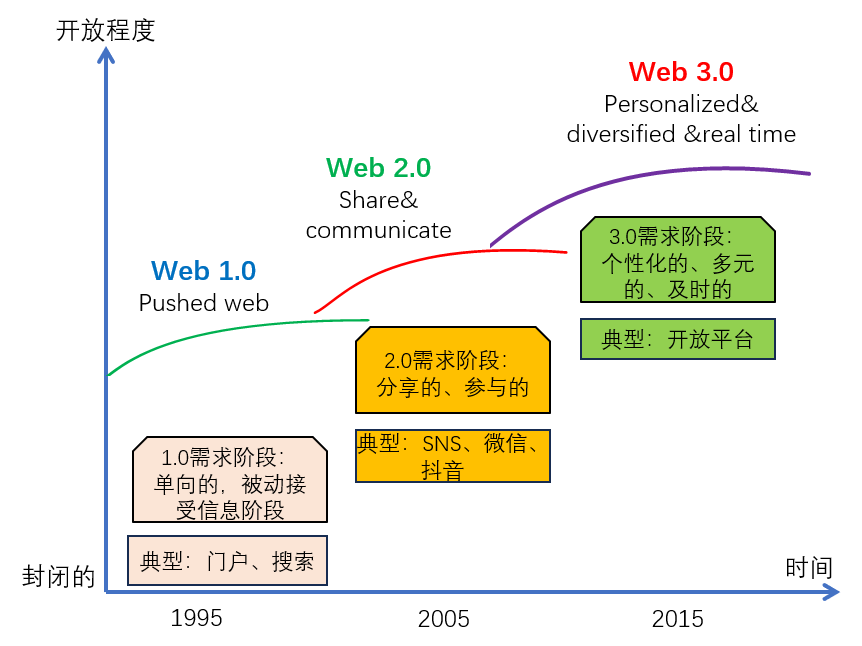 开放程度
Web 3.0
Personalized&
diversified &real time
Web 2.0
Share&
communicate
Web 1.0
Pushed web
3.0需求阶段：
个性化的、多元
的、及时的
典型：开放平台
2.0需求阶段：
分享的、参与的
典型：SNS、微信、
抖音
1.0需求阶段：
单向的，被动接
受信息阶段
典型：门户、搜索
封闭的
时间
1995
2005
2015